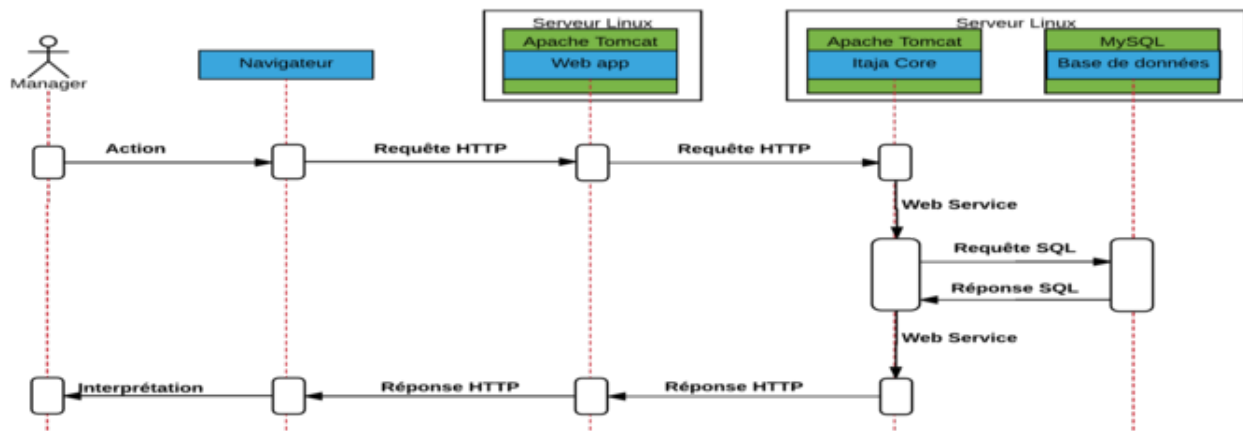 Serveur Linux
Serveur Linux
Apache Tomcat
Apache Tomcat
MySQL
Navigateur
Web app
Itaja Core
Base de données
Manager
Action
Requête HTTP
Requête HTTP
Web Service
Requête SQL
Réponse SQL
Web Service
Interprétation
Réponse HTTP
Réponse HTTP